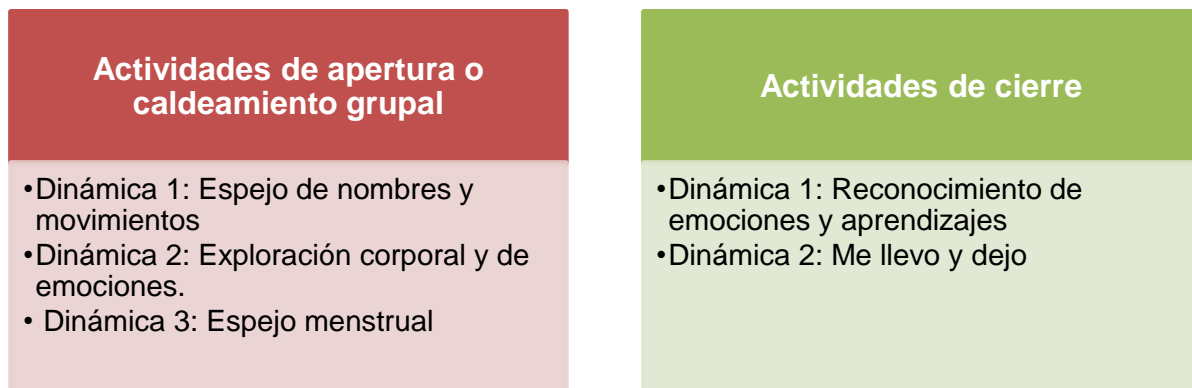 Actividades de apertura o
caldeamiento grupal
•Dinámica 1: Espejo de nombres y
movimientos
•Dinámica 2: Exploración corporal y de
emociones.
• Dinámica 3: Espejo menstrual
Actividades de cierre
•Dinámica 1: Reconocimiento de
emociones y aprendizajes
•Dinámica 2: Me llevo y dejo